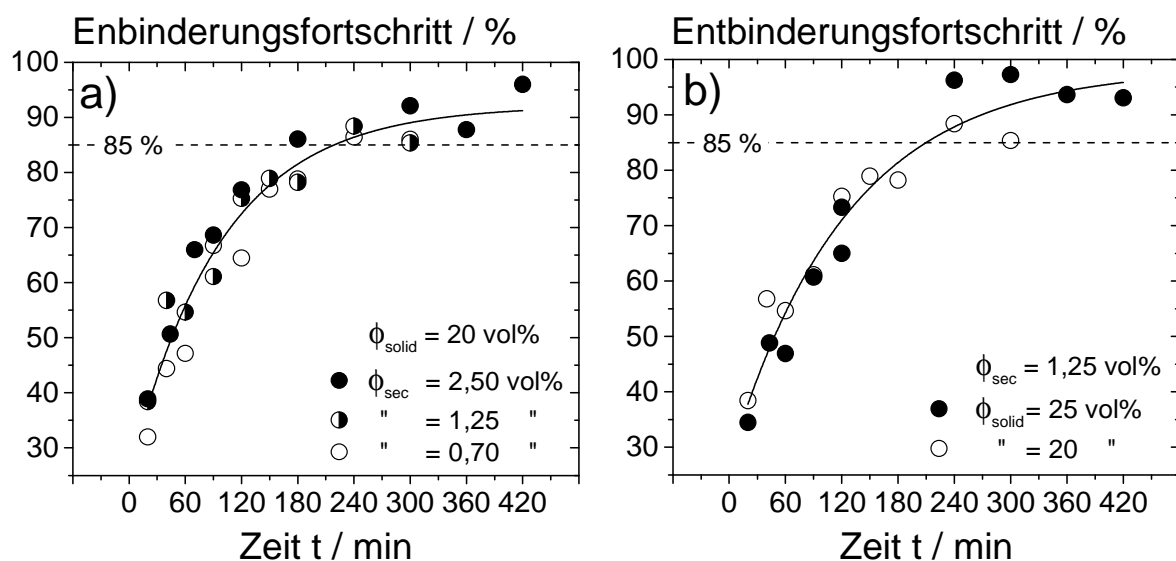 Enbinderungsfortschritt / %
100
a)
90
85 %
80
70
60
50
40
30
ϕsolid = 20 vol%
ϕsec = 2,50 vol%
" = 1,25 "
" = 0,70 "
0 60 120 180 240 300 360 420
Zeit t / min
Entbinderungsfortschritt / %
100
b)
90
85 %
80
70
60
50
40
30
ϕsec = 1,25 vol%
ϕsolid = 25 vol%
" = 20 "
0 60 120 180 240 300 360 420
Zeit t / min